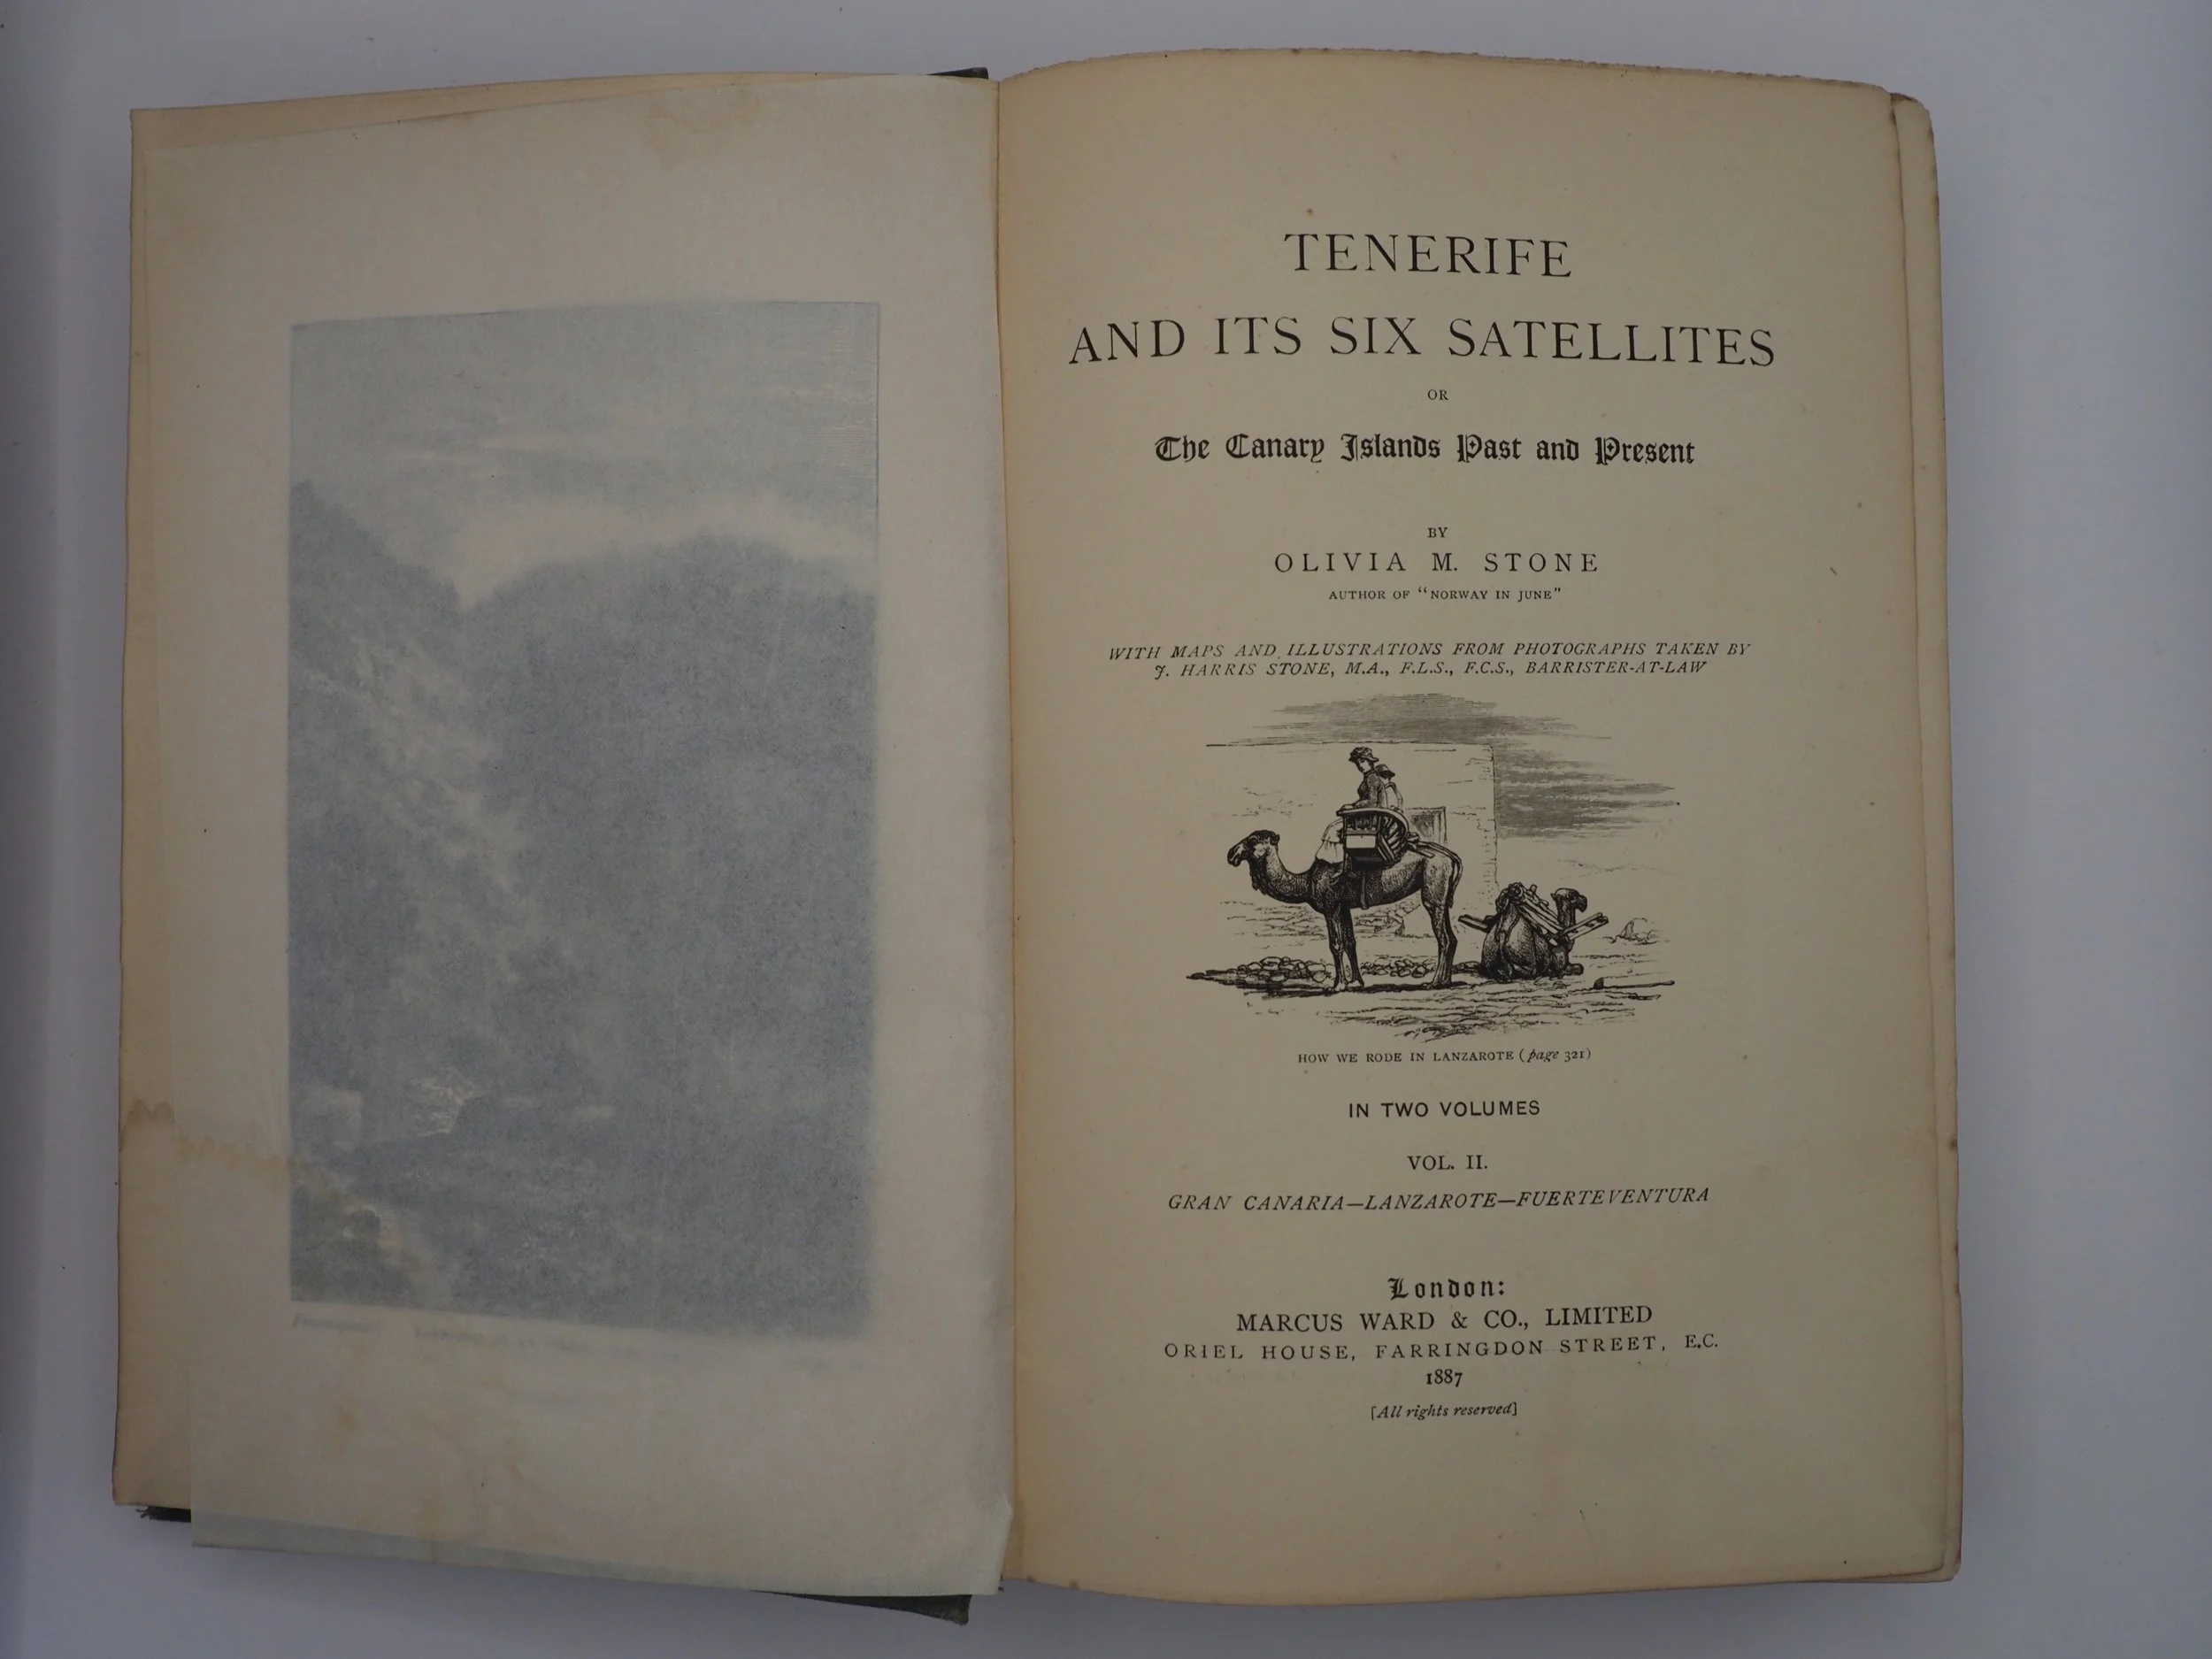 TENERIFE
AND ITS SIX SATELLITES
OR
The Canary Islands Past and Present
BY
OLIVIA M. STONE
AUTHOR OF "NORWAY IN JUNE"
WITH MAPS AND ILLUSTRATIONS FROM PHOTOGRAPHS TAKEN BY
J. HARRIS STONE, M.A., F.L.S., F.C.S., BARRISTER-AT-LAW
HOW WE RODE IN LANZAROTE (page 321)
IN TWO VOLUMES
VOL. II.
GRAN CANARIA—LANZAROTE—FUERTEVENTURA
London:
MARCUS WARD & CO., LIMITED
ORIEL HOUSE, FARRINGDON STREET, E.C.
1887
[All rights reserved]